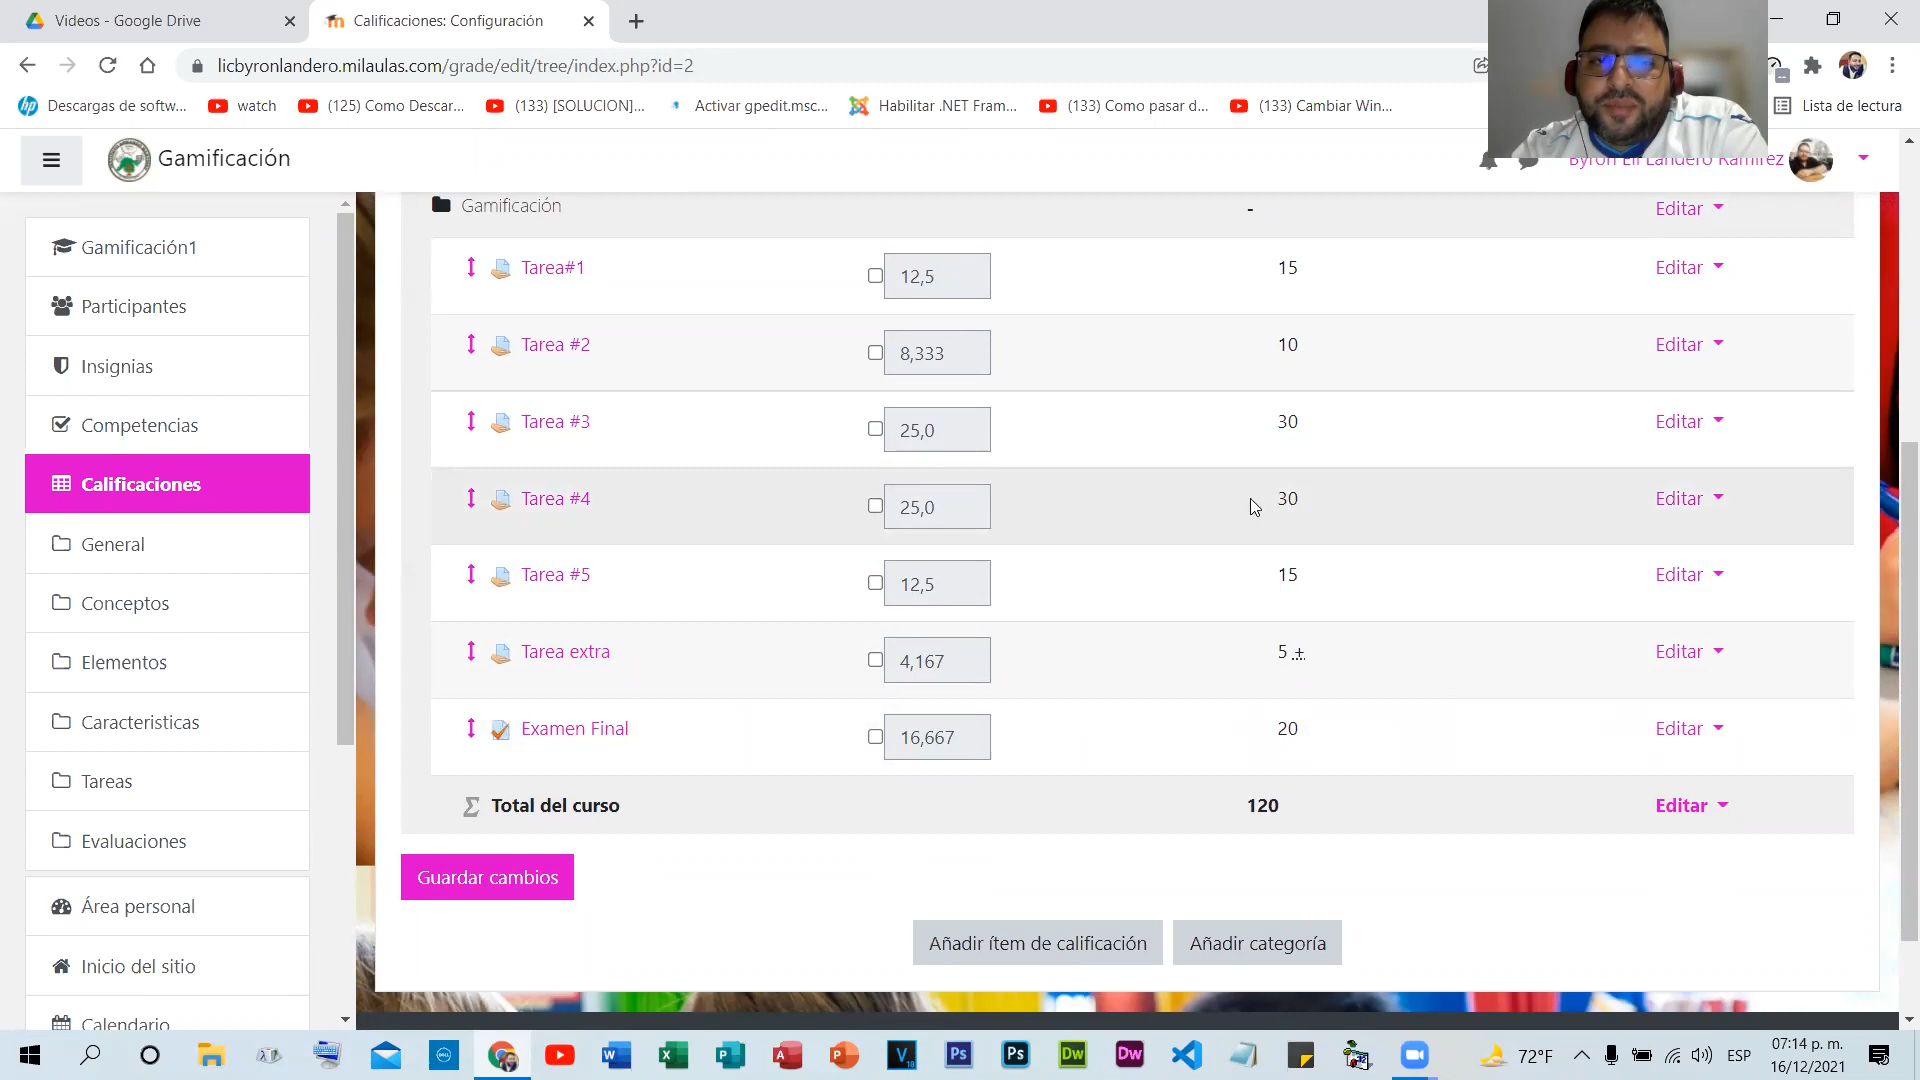 Videos - Google Drive
Calificaciones: Configuración
licbyronlandero.milaulas.com/grade/edit/tree/index.php?id=2
Descargas de softw...
watch
(125) Como Descar...
(133) [SOLUCION]...
Activar gpedit.msc...
Habilitar .NET Fram...
(133) Como pasar d...
(133) Cambiar Win...
Lista de lectura
Gamificación
Byron Eli Landero Ramirez
Gamificación1
Participantes
Insignias
Competencias
Calificaciones
General
Conceptos
Elementos
Caracteristicas
Tareas
Evaluaciones
Área personal
Inicio del sitio
Calendario
Gamificación - Editar
Tarea#1 12,5 15 Editar
Tarea #2 8,333 10 Editar
Tarea #3 25,0 30 Editar
Tarea #4 25,0 30 Editar
Tarea #5 12,5 15 Editar
Tarea extra 4,167 5 + Editar
Examen Final 16,667 20 Editar
Σ Total del curso 120 Editar
Guardar cambios
Añadir ítem de calificación
Añadir categoría
72°F
ESP
07:14 p. m.
16/12/2021